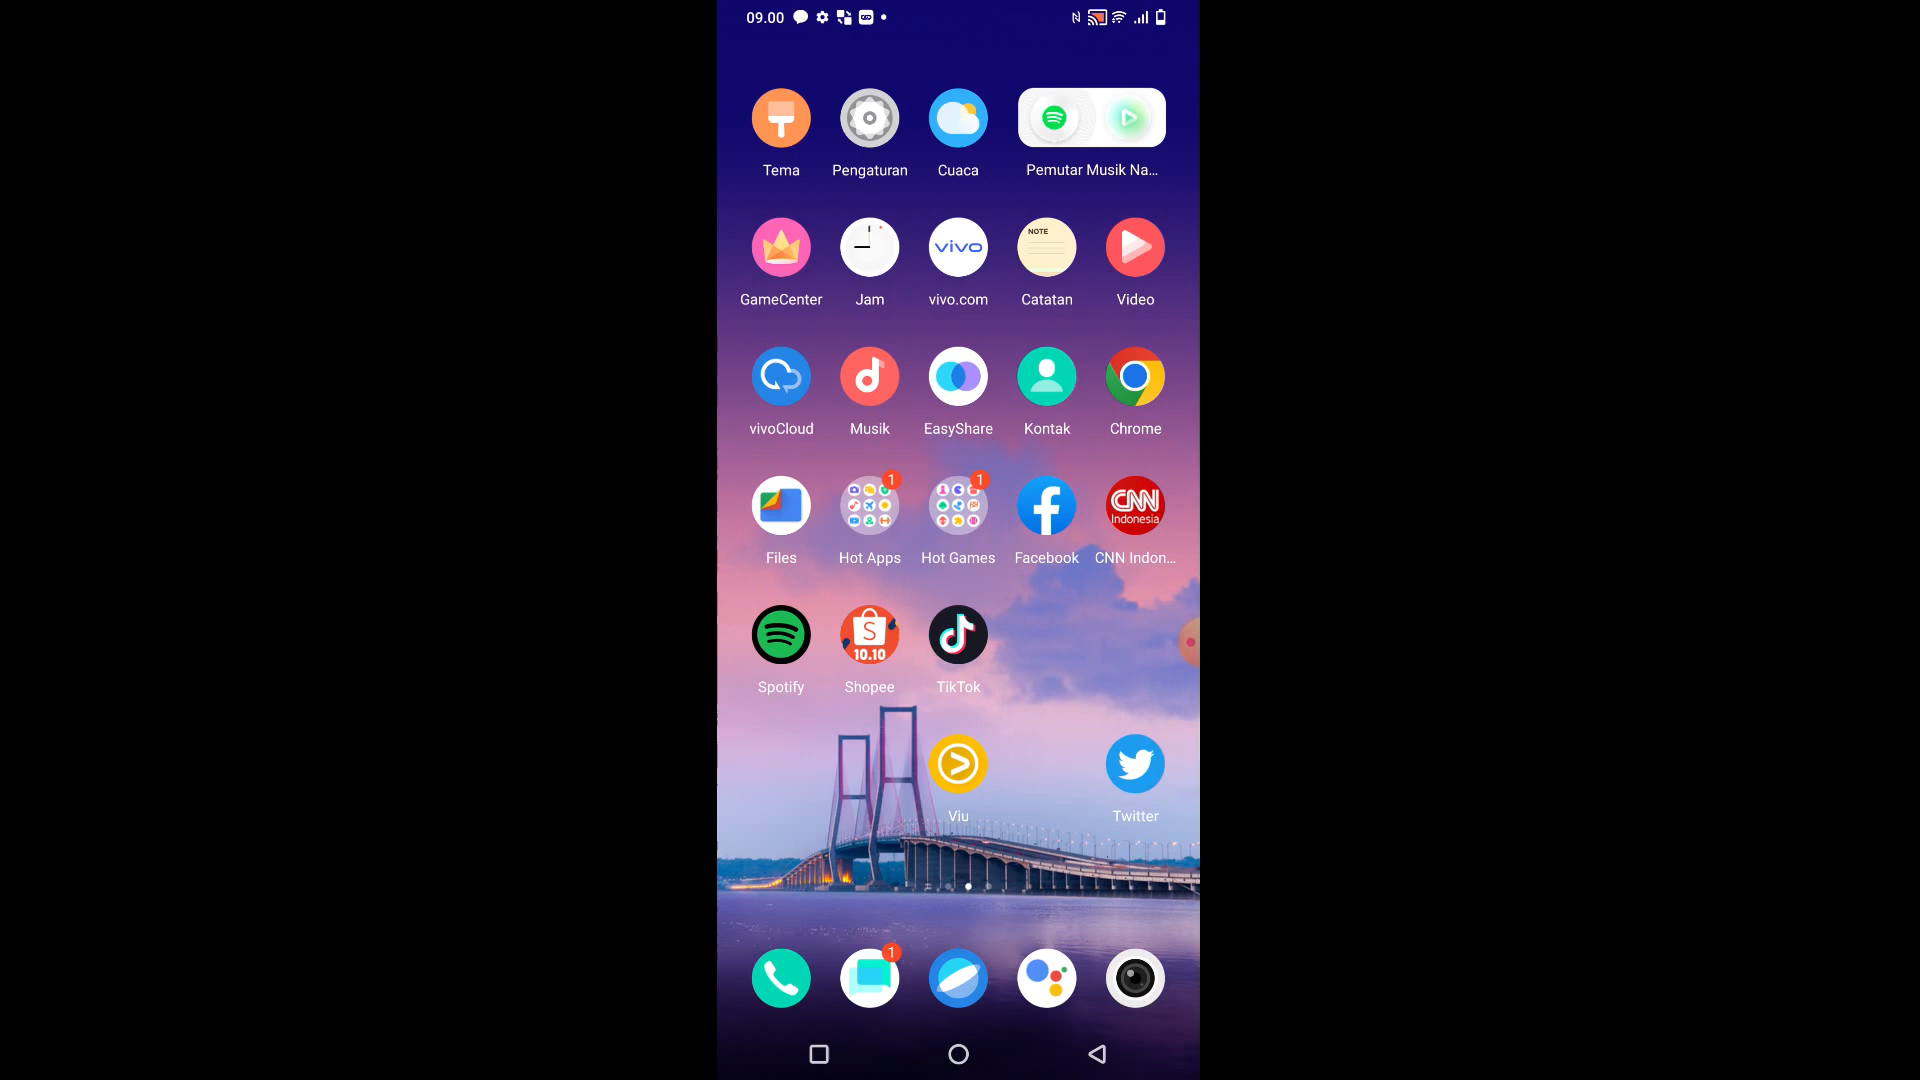 09.00
Tema
Pengaturan
Cuaca
Pemutar Musik Na...
NOTE
vivo
GameCenter
Jam
vivo.com
Catatan
Video
vivoCloud
Musik
EasyShare
Kontak
Chrome
1
1
CNN
Indonesia
Files
Hot Apps
Hot Games
Facebook
CNN Indon...
S
10.10
Spotify
Shopee
TikTok
Viu
Twitter
1